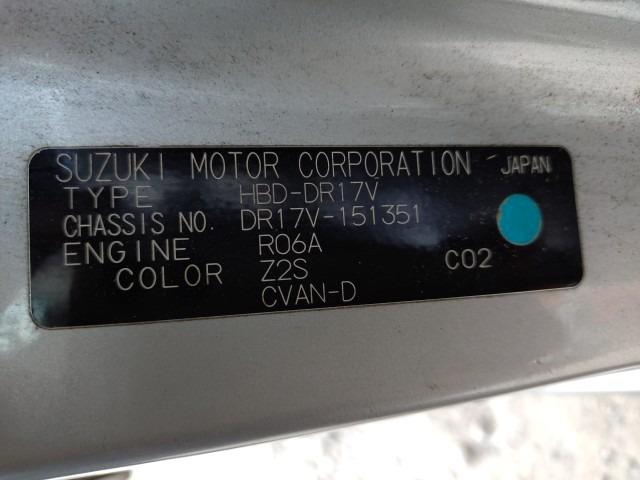 SUZUKI MOTOR CORPORATION JAPAN
TYPE HBD-DR17V
CHASSIS NO. DR17V-151351
ENGINE R06A
COLOR Z2S C02
CVAN-D